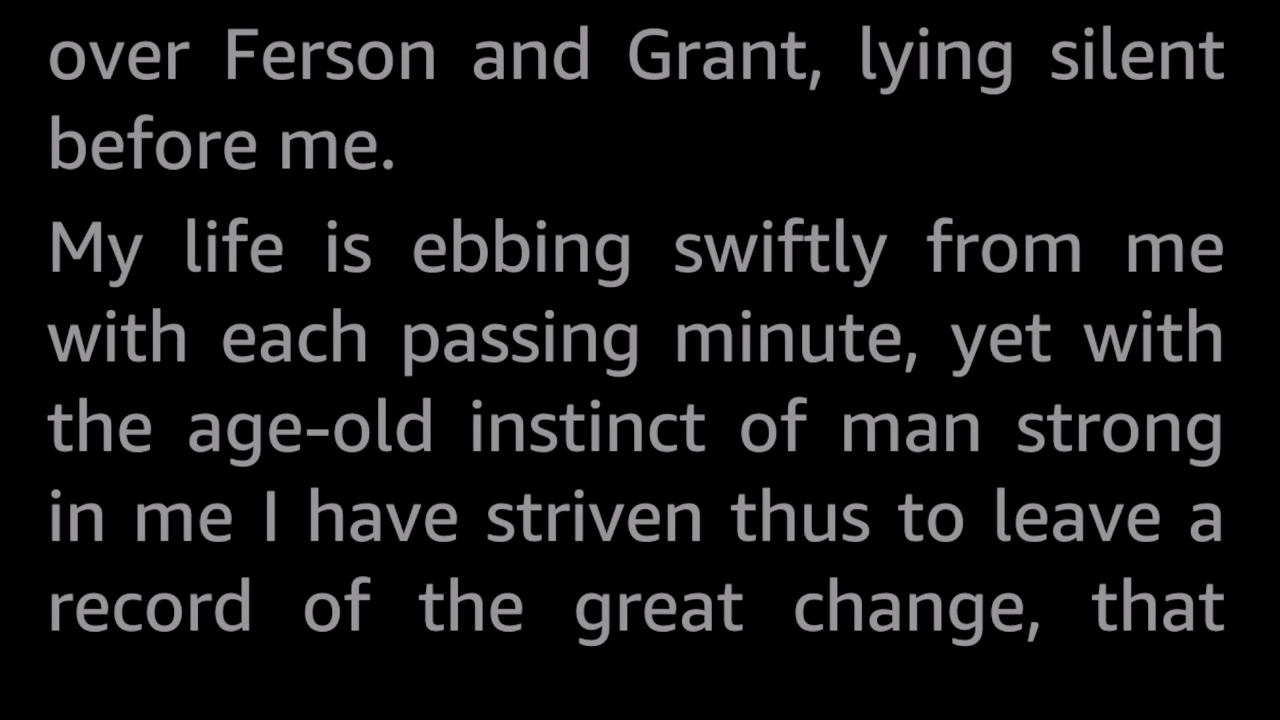 over Ferson and Grant, lying silent
before me.
My life is ebbing swiftly from me
with each passing minute, yet with
the age-old instinct of man strong
in me I have striven thus to leave a
record of the great change, that